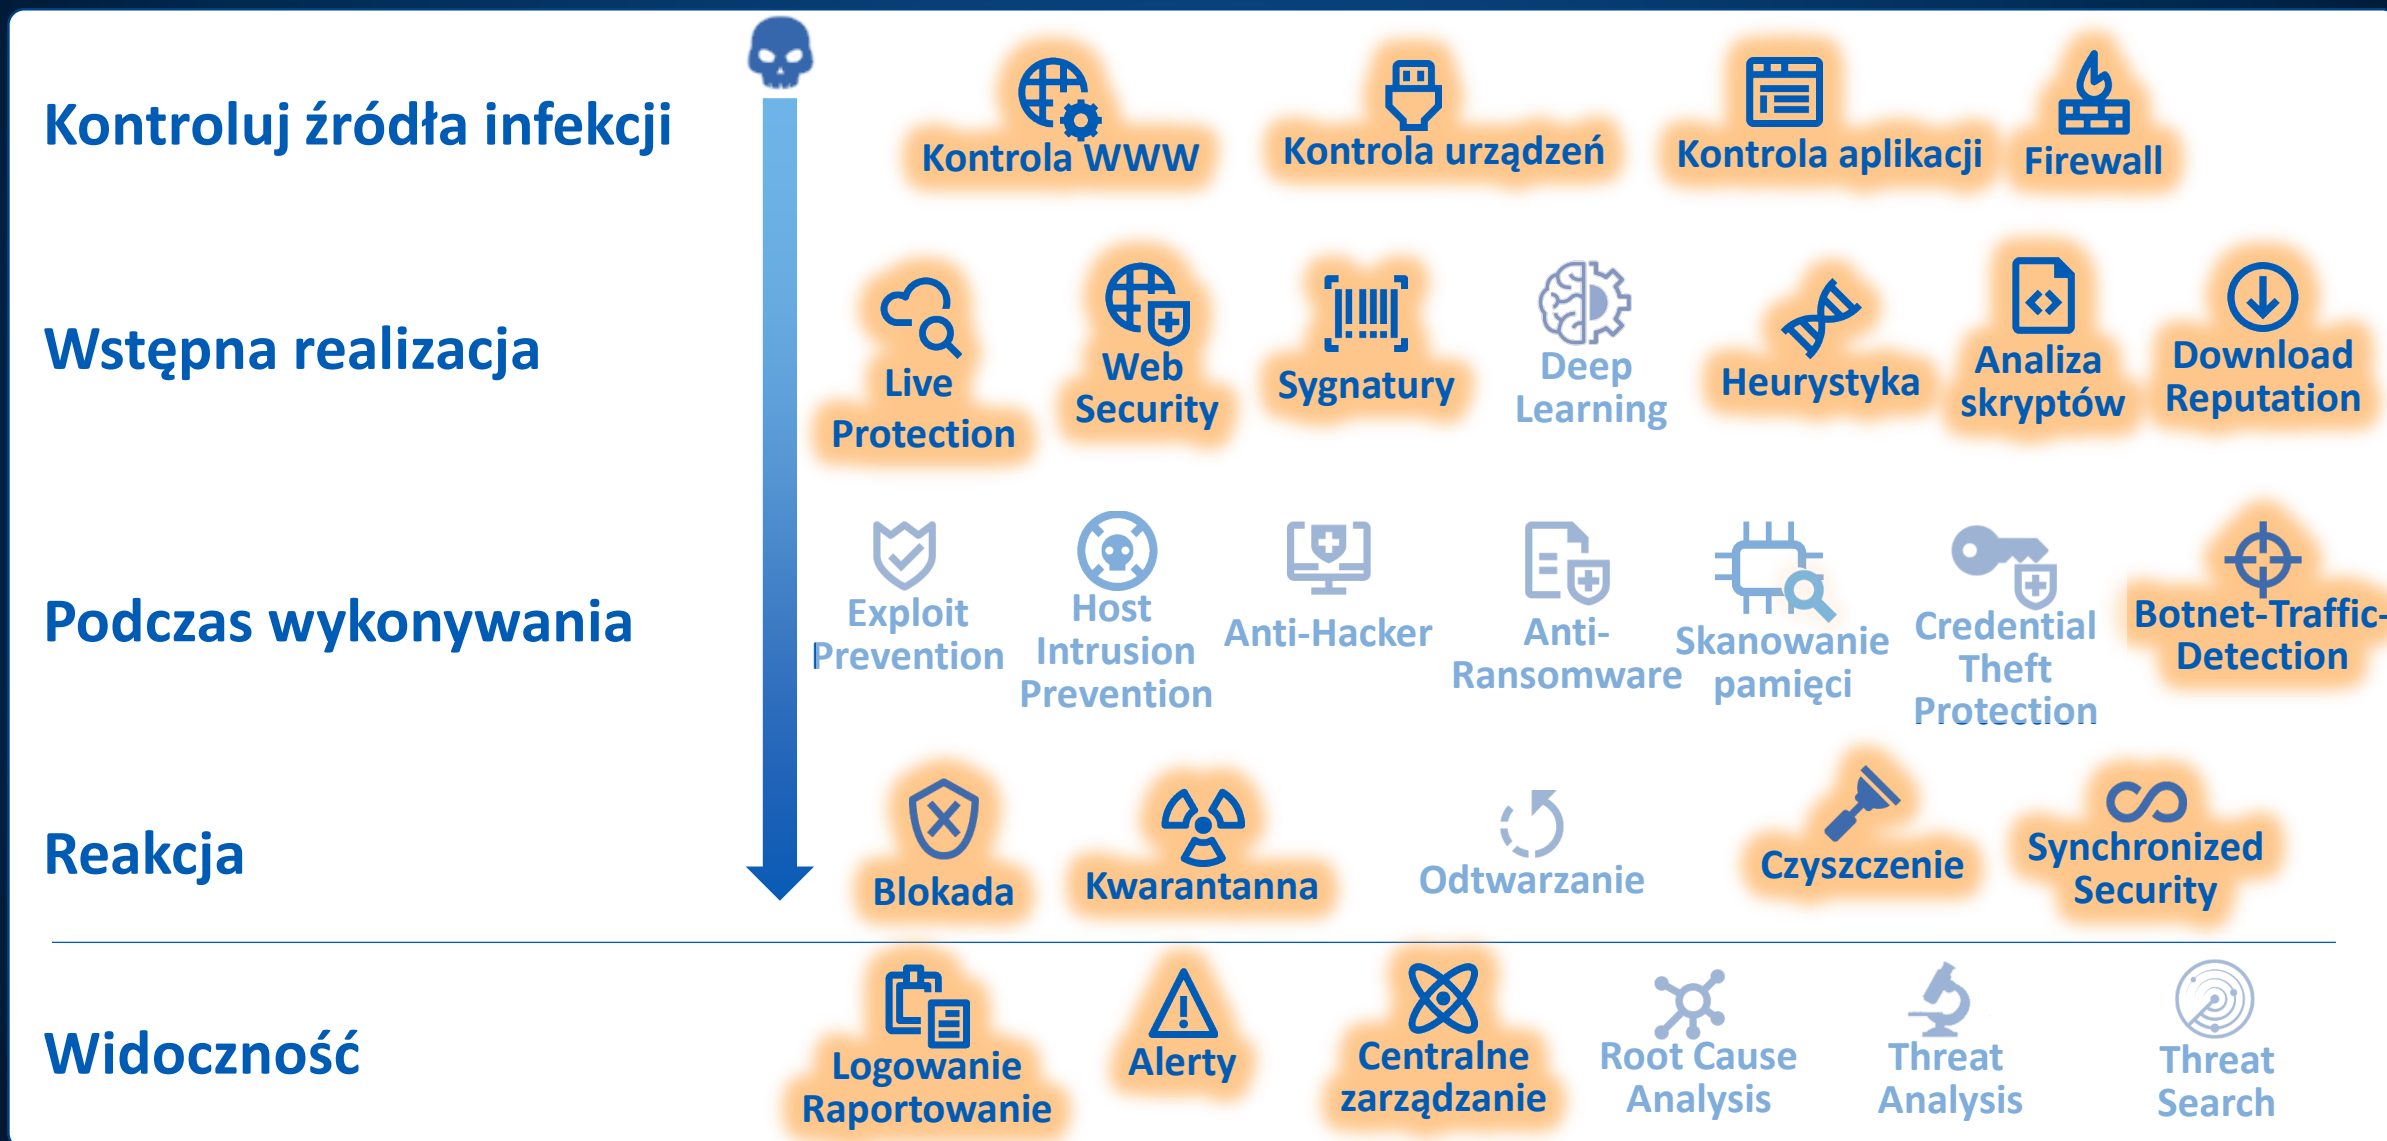 Kontroluj źródła infekcji
Kontrola WWW
Kontrola urządzeń
Kontrola aplikacji
Firewall
Wstępna realizacja
Live
Protection
Web
Security
Sygnatury
Deep
Learning
Heurystyka
Analiza
skryptów
Download
Reputation
Podczas wykonywania
Exploit
Prevention
Host
Intrusion
Prevention
Anti-Hacker
Anti-
Ransomware
Skanowanie
pamięci
Credential
Theft
Protection
Botnet-Traffic-
Detection
Reakcja
Blokada
Kwarantanna
Odtwarzanie
Czyszczenie
Synchronized
Security
Widoczność
Logowanie
Raportowanie
Alerty
Centralne
zarządzanie
Root Cause
Analysis
Threat
Analysis
Threat
Search